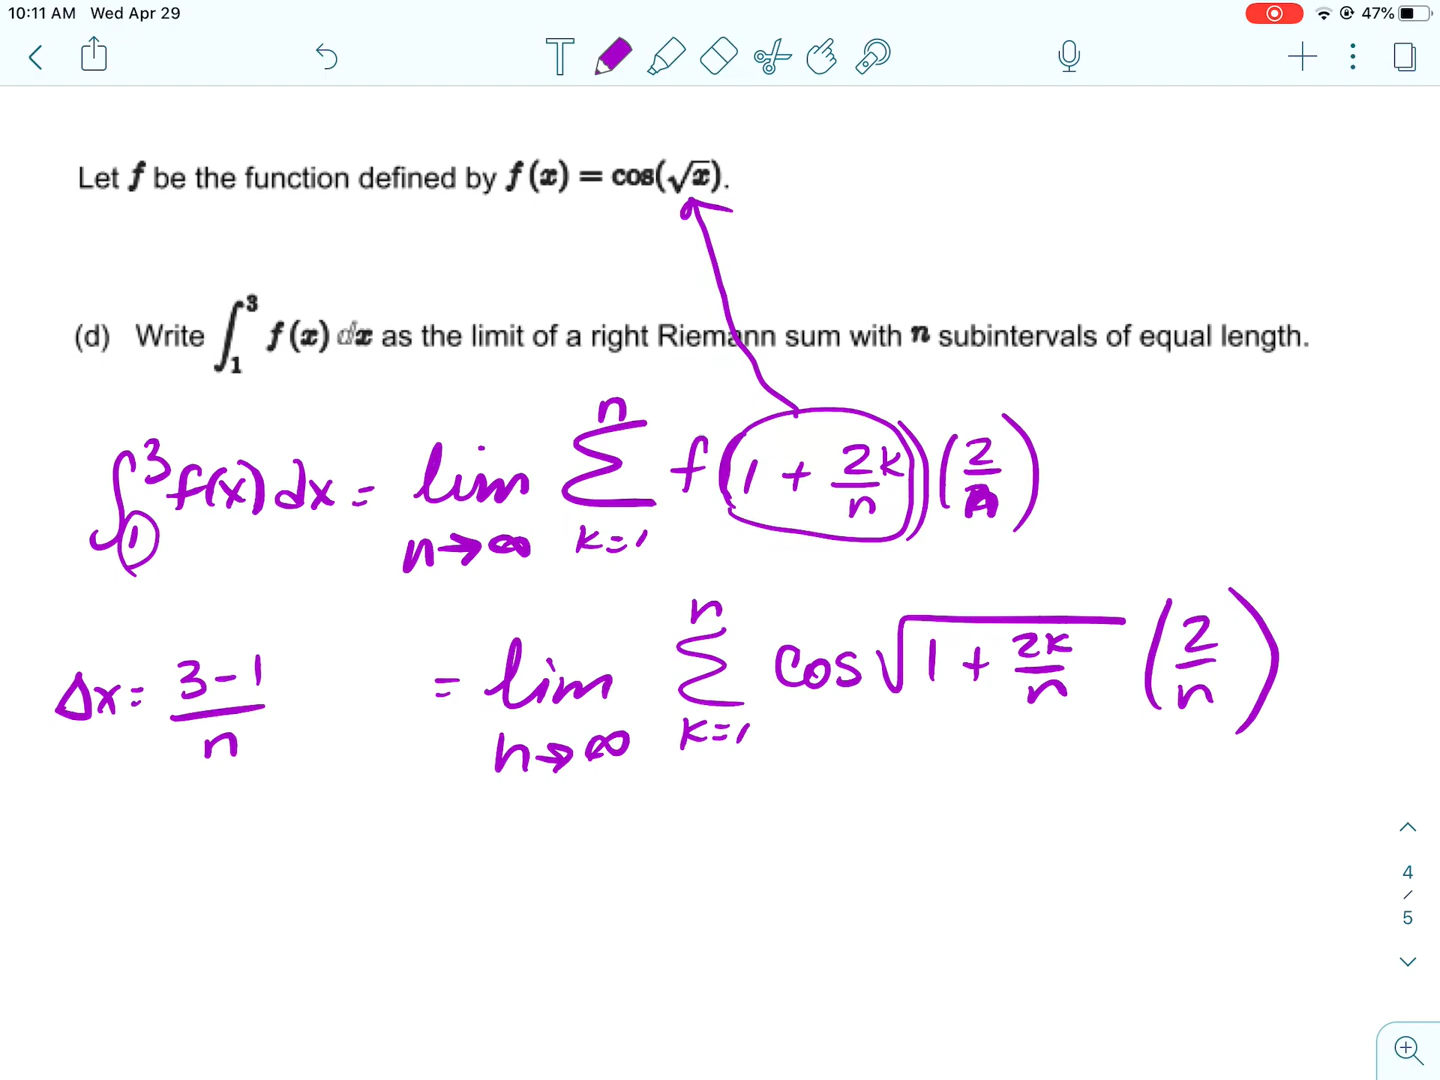 10:11 AM Wed Apr 29 47%
T
Let f be the function defined by f(x) = cos(√x).
(d) Write ∫₁³ f(x) dx as the limit of a right Riemann sum with n subintervals of equal length.
∫₁³ f(x) dx = lim n→∞ Σ k=1 n f(1 + 2k/n) (2/n)
Δx = 3-1/n
= lim n→∞ Σ k=1 n cos √(1 + 2k/n) (2/n)
4
/
5